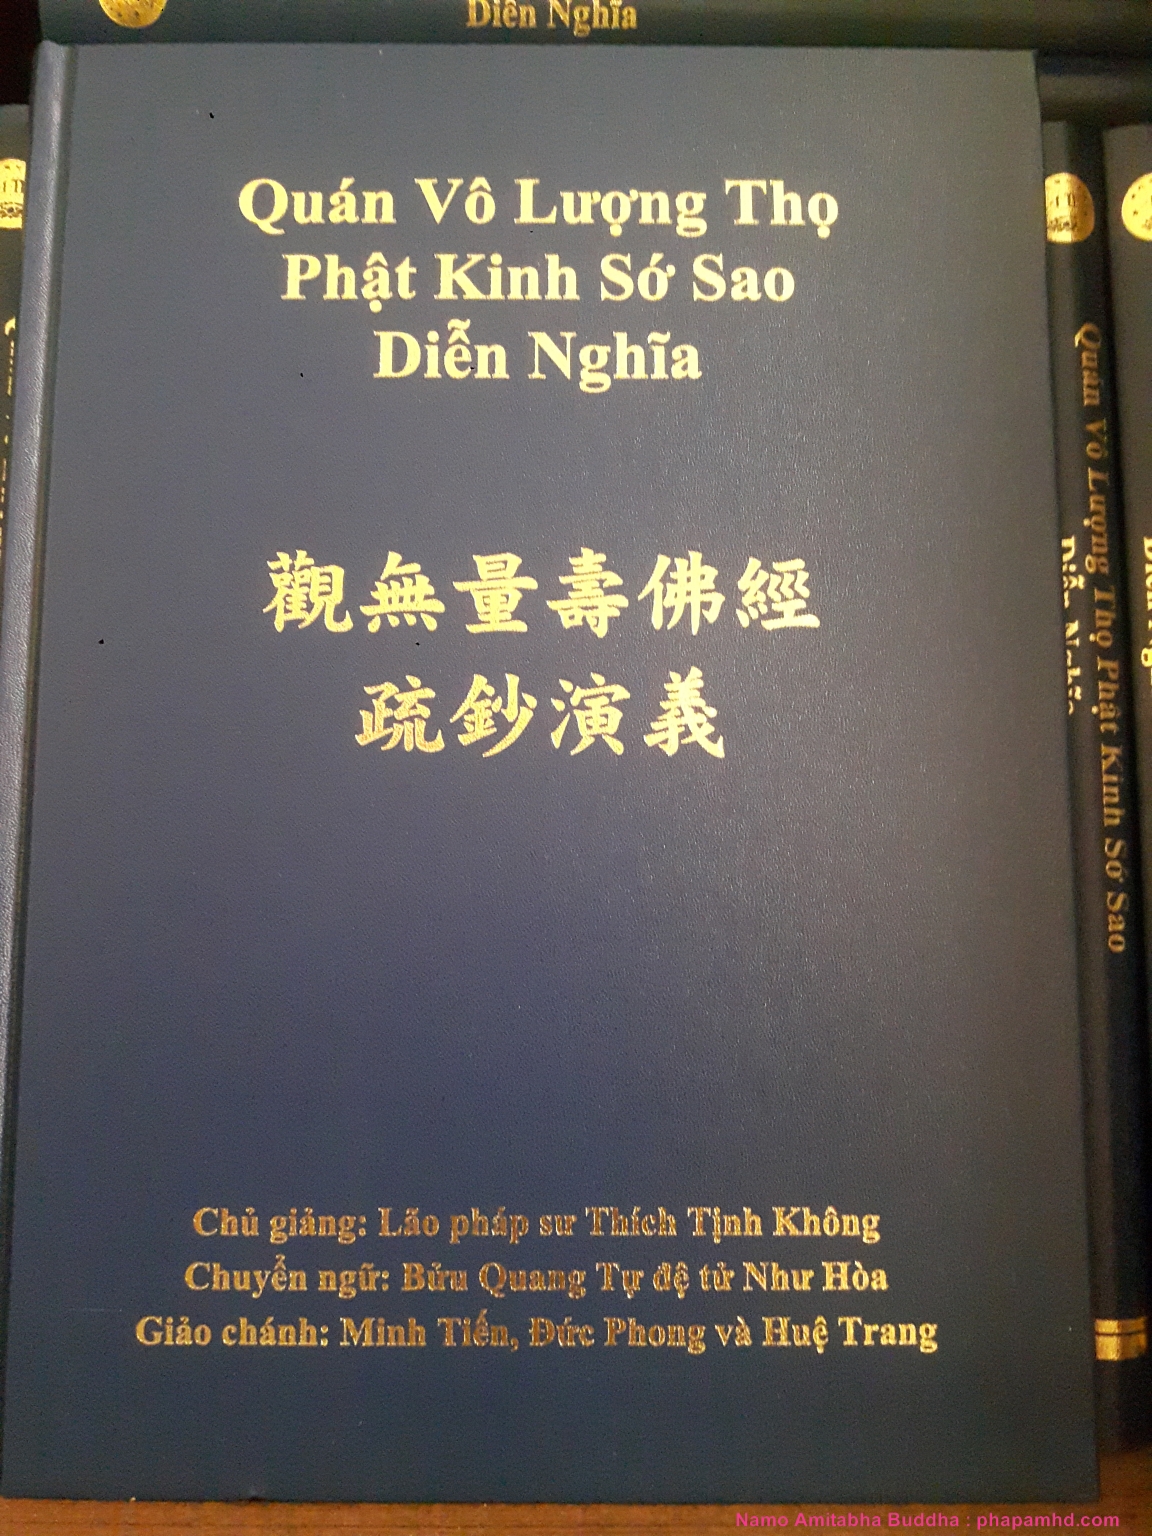 Diễn Nghĩa
Quán Vô Lượng Thọ
Phật Kinh Sớ Sao
Diễn Nghĩa
觀無量壽佛經
疏鈔演義
Chủ giảng: Lão pháp sư Thích Tịnh Không
Chuyển ngữ: Bửu Quang Tự đệ tử Như Hòa
Giảo chánh: Minh Tiến, Đức Phong và Huệ Trang
Quán Vô Lượng Thọ Phật Kinh Sớ Sao
Diễn Nghĩa
Namo Amitabha Buddha : phapamhd.com